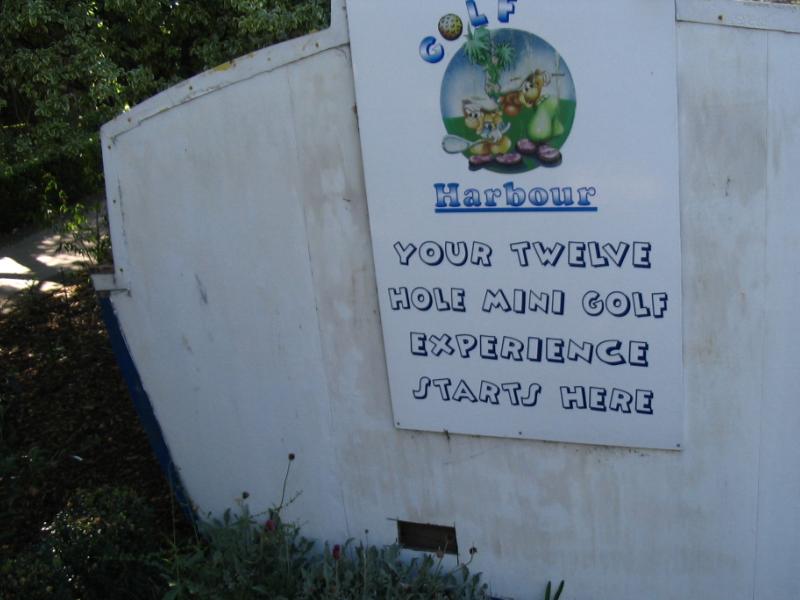 GOLF
Harbour
YOUR TWELVE
HOLE MINI GOLF
EXPERIENCE
STARTS HERE